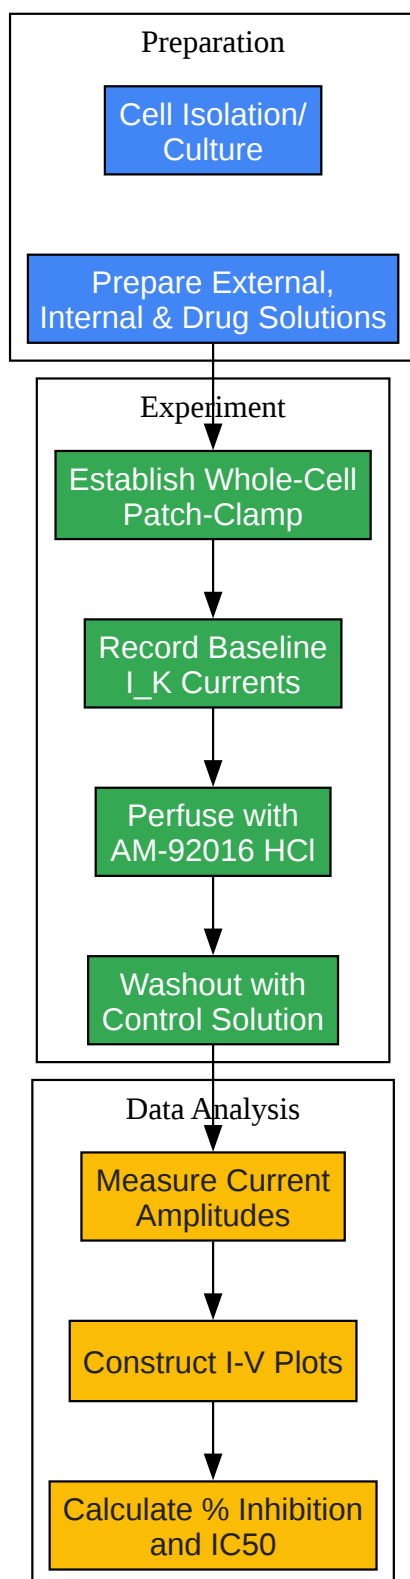 Preparation
Cell Isolation/
Culture
Prepare External,
Internal & Drug Solutions
Experiment
Establish Whole-Cell
Patch-Clamp
Record Baseline
I_K Currents
Perfuse with
AM-92016 HCl
Washout with
Control Solution
Data Analysis
Measure Current
Amplitudes
Construct I-V Plots
Calculate % Inhibition
and IC50